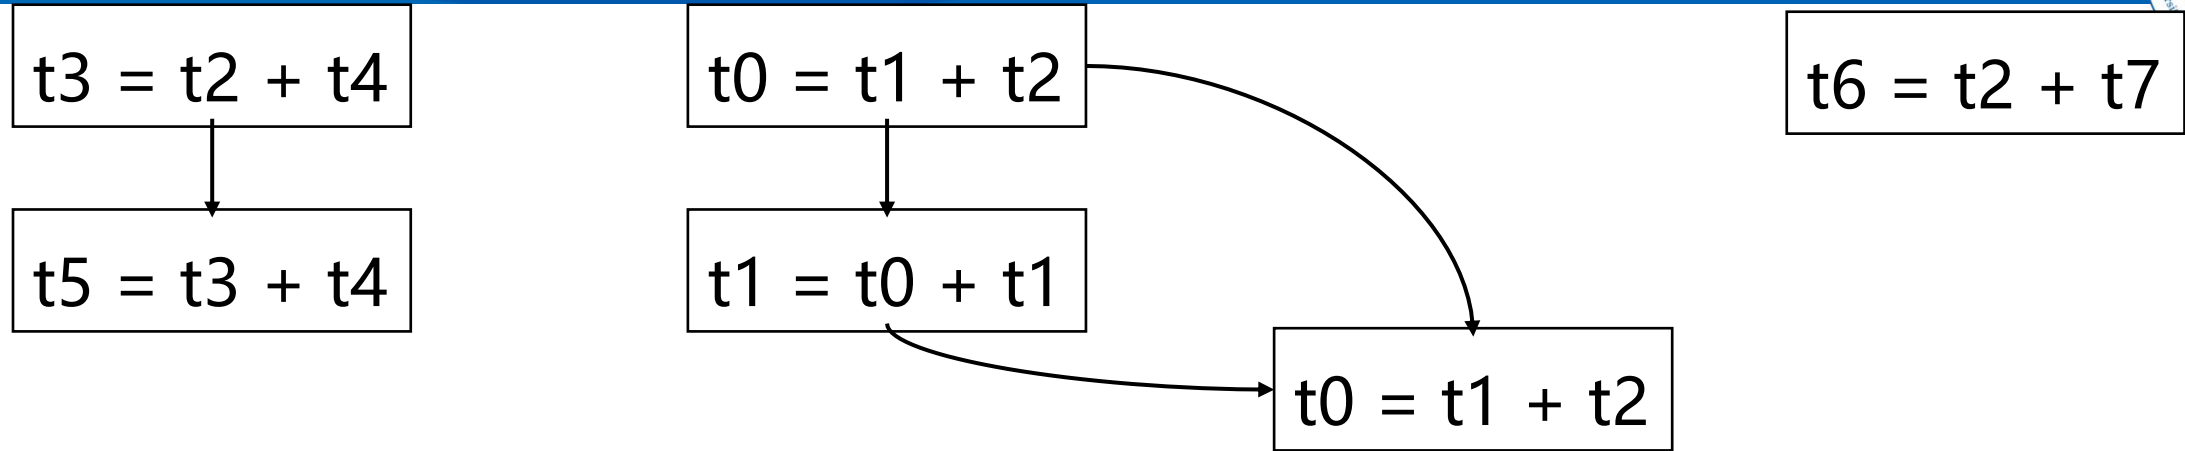 t3 = t2 + t4
t0 = t1 + t2
t6 = t2 + t7
t5 = t3 + t4
t1 = t0 + t1
t0 = t1 + t2